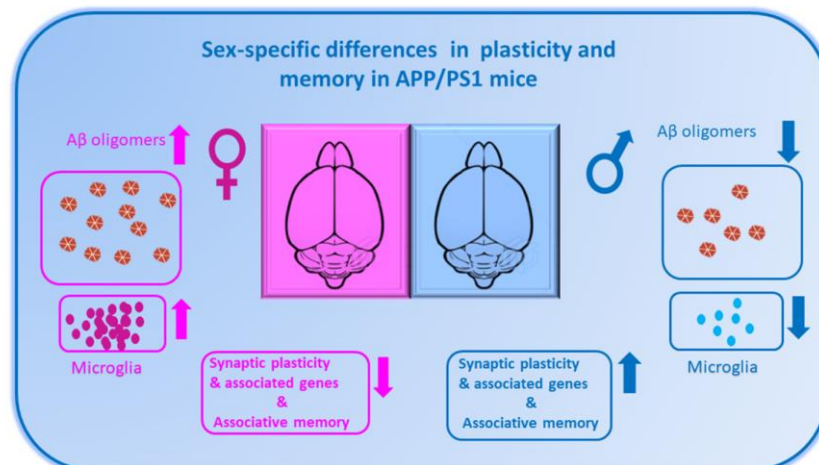 Sex-specific differences in plasticity and
memory in APP/PS1 mice
Aβ oligomers
Aβ oligomers
Microglia
Microglia
Synaptic plasticity
& associated genes
&
Associative memory
Synaptic plasticity
& associated genes
&
Associative memory